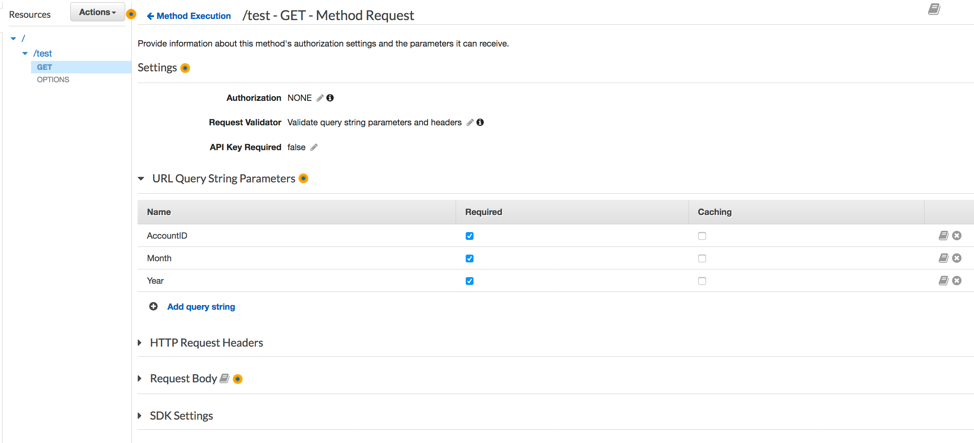 Resources
Actions
Method Execution /test - GET - Method Request
/
/test
GET
OPTIONS
Provide information about this method's authorization settings and the parameters it can receive.
Settings
Authorization NONE
Request Validator Validate query string parameters and headers
API Key Required false
URL Query String Parameters
Name Required Caching
AccountID
Month
Year
Add query string
HTTP Request Headers
Request Body
SDK Settings